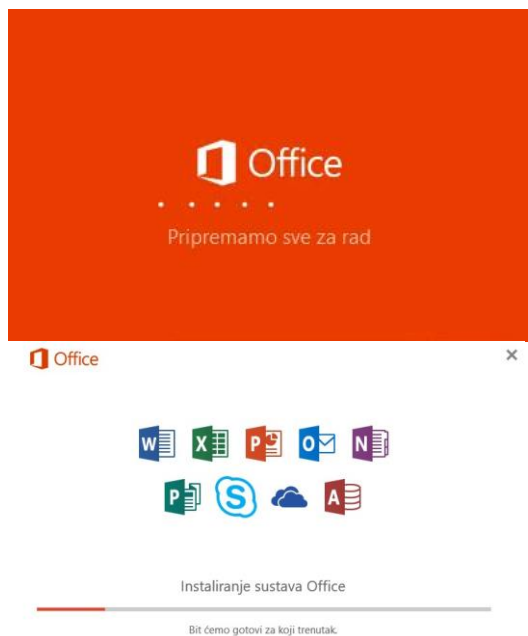 Office
Pripremamo sve za rad
Office
W X P O N
P S A
Instaliranje sustava Office
Bit ćemo gotovi za koji trenutak.